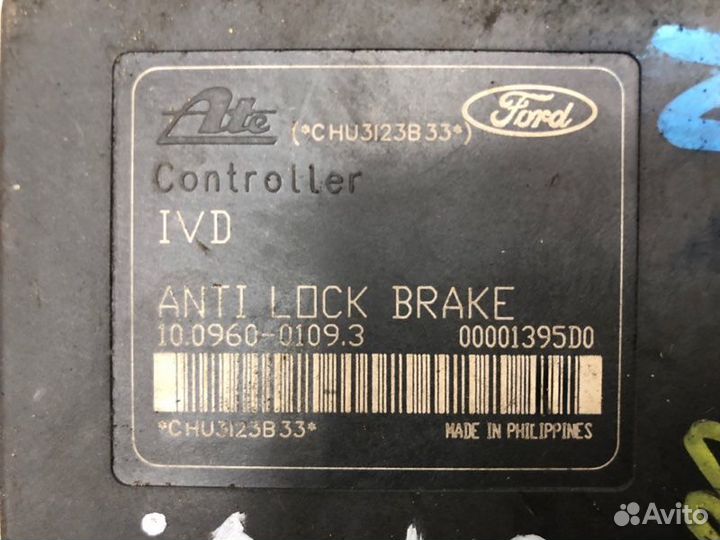 Ate (*CHU3123B33*) Ford
Controller
IVD
ANTI LOCK BRAKE
10.0960-0109.3 00001395D0
*CHU3123B33* MADE IN PHILIPPINES
Avito